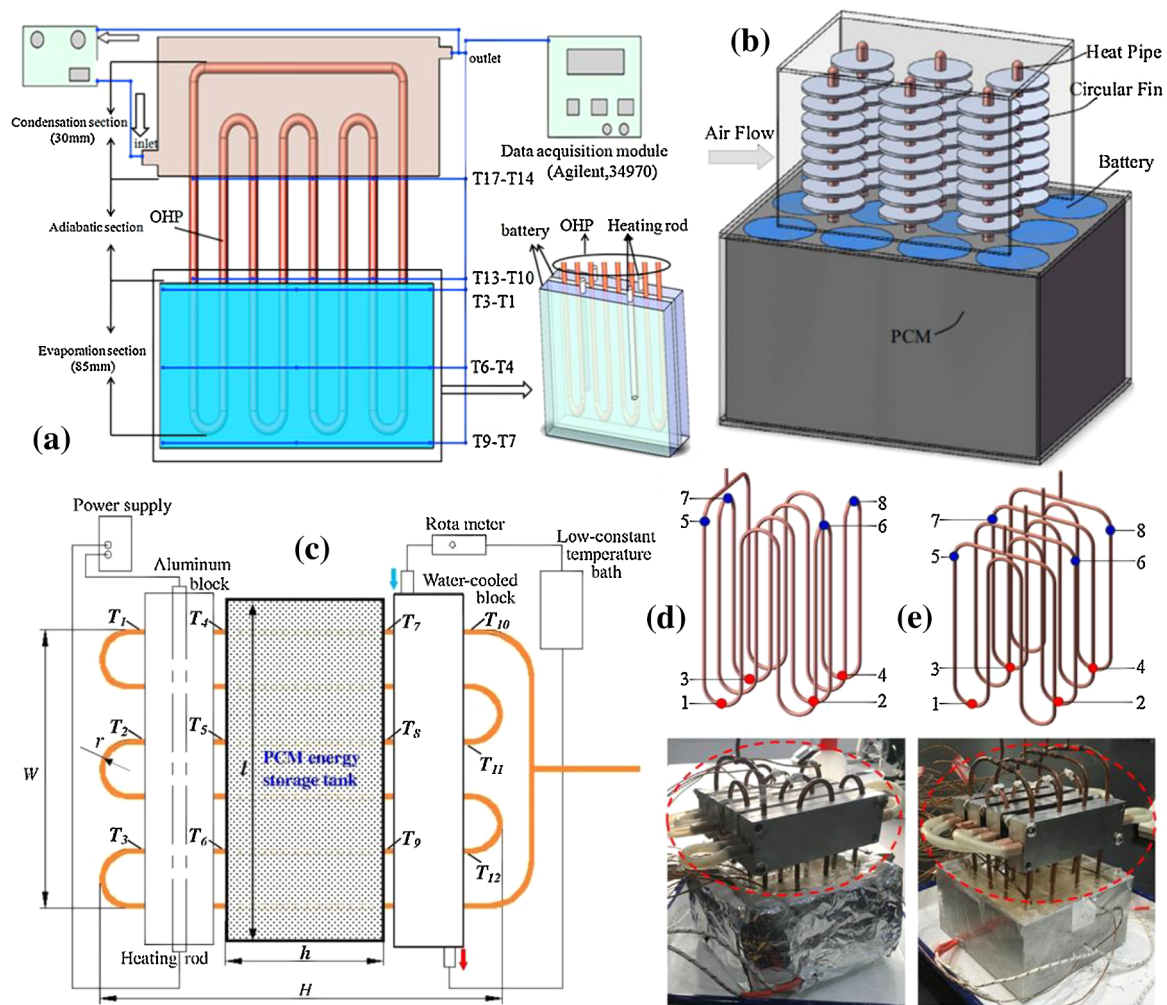 (a)
outlet
Condensation section
(30mm)
inlet
Data acquisition module
(Agilent,34970)
T17-T14
OHP
Adiabatic section
T13-T10
T3-T1
Evaporation section
(85mm)
T6-T4
T9-T7
battery
OHP
Heating rod
(b)
Heat Pipe
Circular Fin
Air Flow
Battery
PCM
(c)
Power supply
Rota meter
Low-constant
temperature
bath
Aluminum
block
Water-cooled
block
T1
T4
T7
T10
T2
T5
T8
T11
r
W
l
PCM energy
storage tank
T3
T6
T9
T12
Heating rod
h
H
(d)
7
8
5
6
3
4
1
2
(e)
7
8
5
6
3
4
1
2